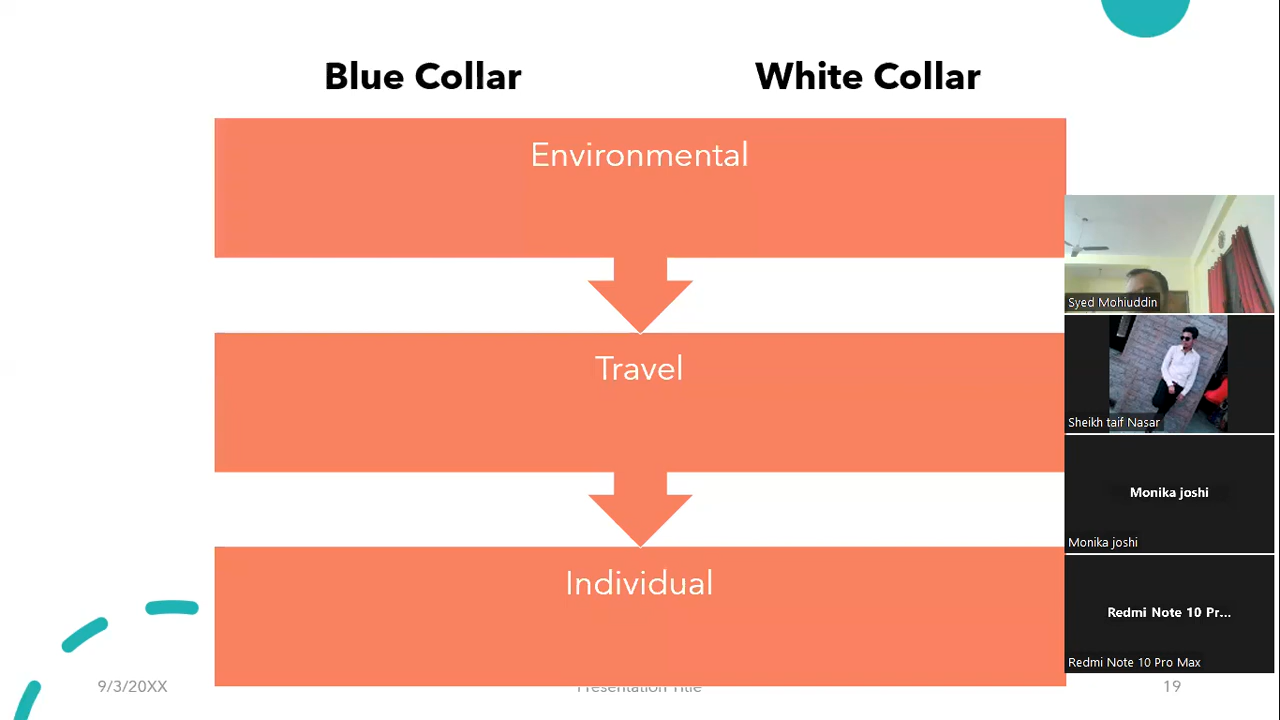 Blue Collar
White Collar
Environmental
Travel
Individual
Syed Mohiuddin
Sheikh taif Nasar
Monika joshi
Monika joshi
Redmi Note 10 Pr...
Redmi Note 10 Pro Max
9/3/20XX
Presentation Title
19